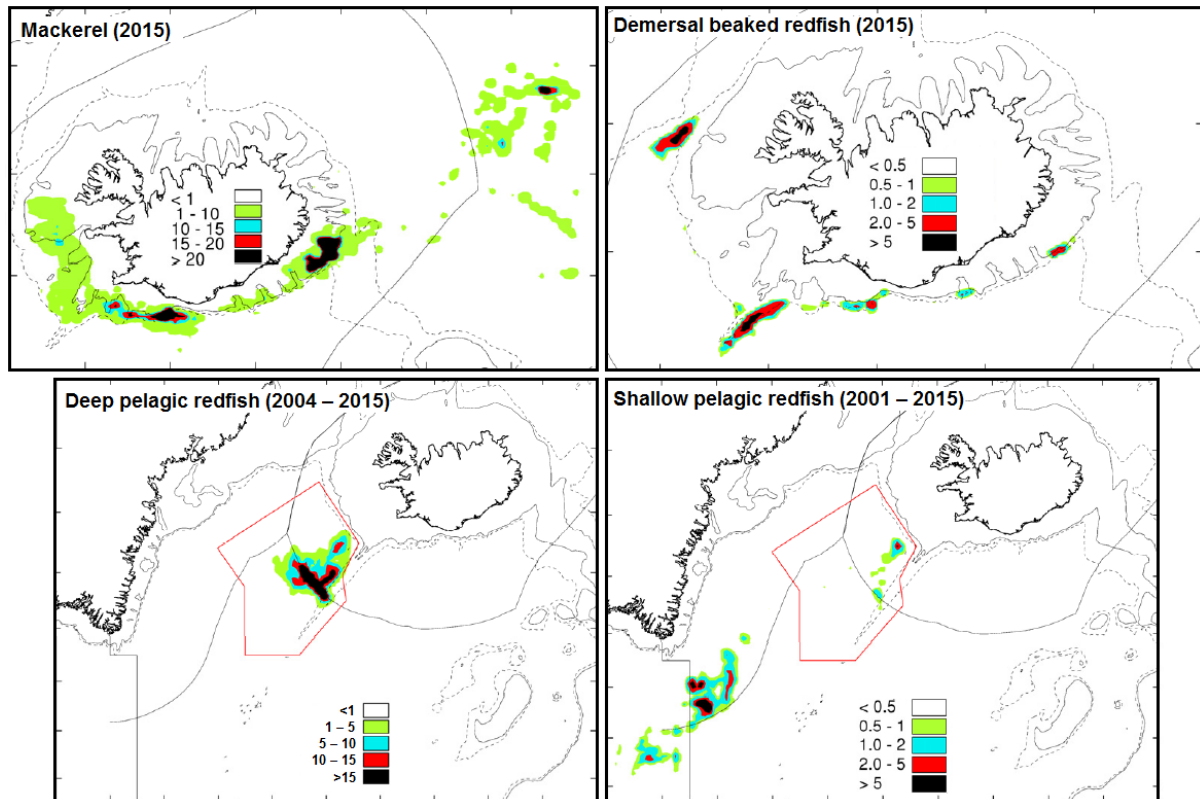 Mackerel (2015)
< 1
1 - 10
10 - 15
15 - 20
> 20
Demersal beaked redfish (2015)
< 0.5
0.5 - 1
1.0 - 2
2.0 - 5
> 5
Deep pelagic redfish (2004 – 2015)
<1
1 – 5
5 – 10
10 – 15
>15
Shallow pelagic redfish (2001 – 2015)
< 0.5
0.5 - 1
1.0 - 2
2.0 - 5
> 5